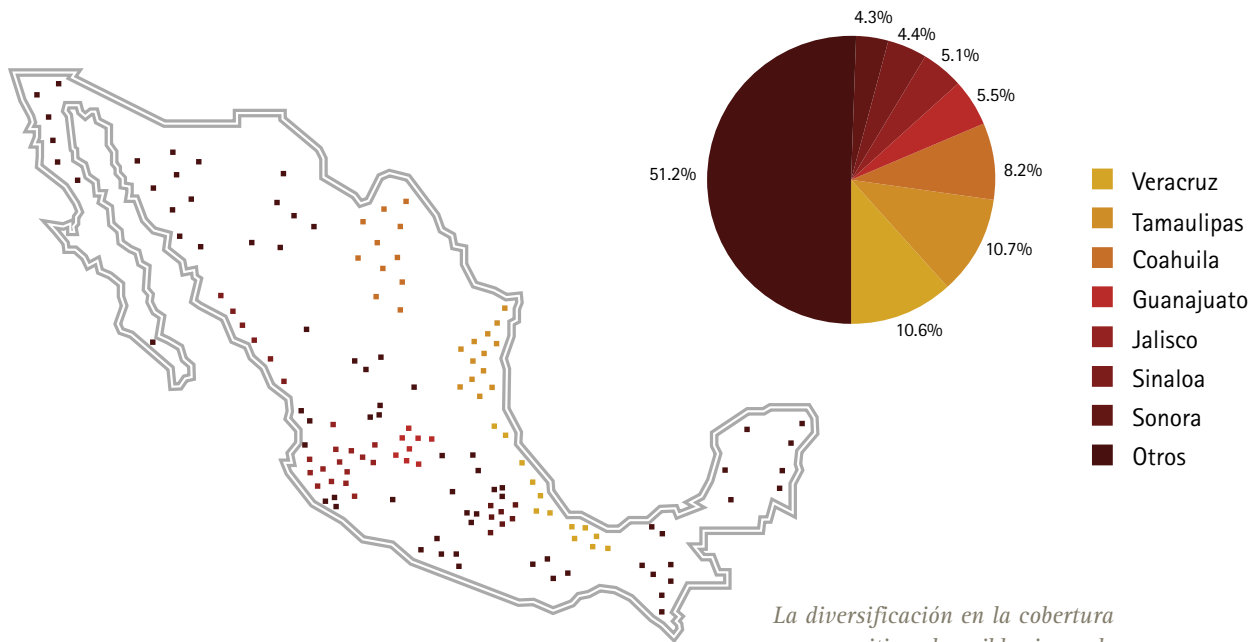 4.3%
4.4%
5.1%
5.5%
8.2%
10.7%
10.6%
51.2%
Veracruz
Tamaulipas
Coahuila
Guanajuato
Jalisco
Sinaloa
Sonora
Otros
La diversificación en la cobertura